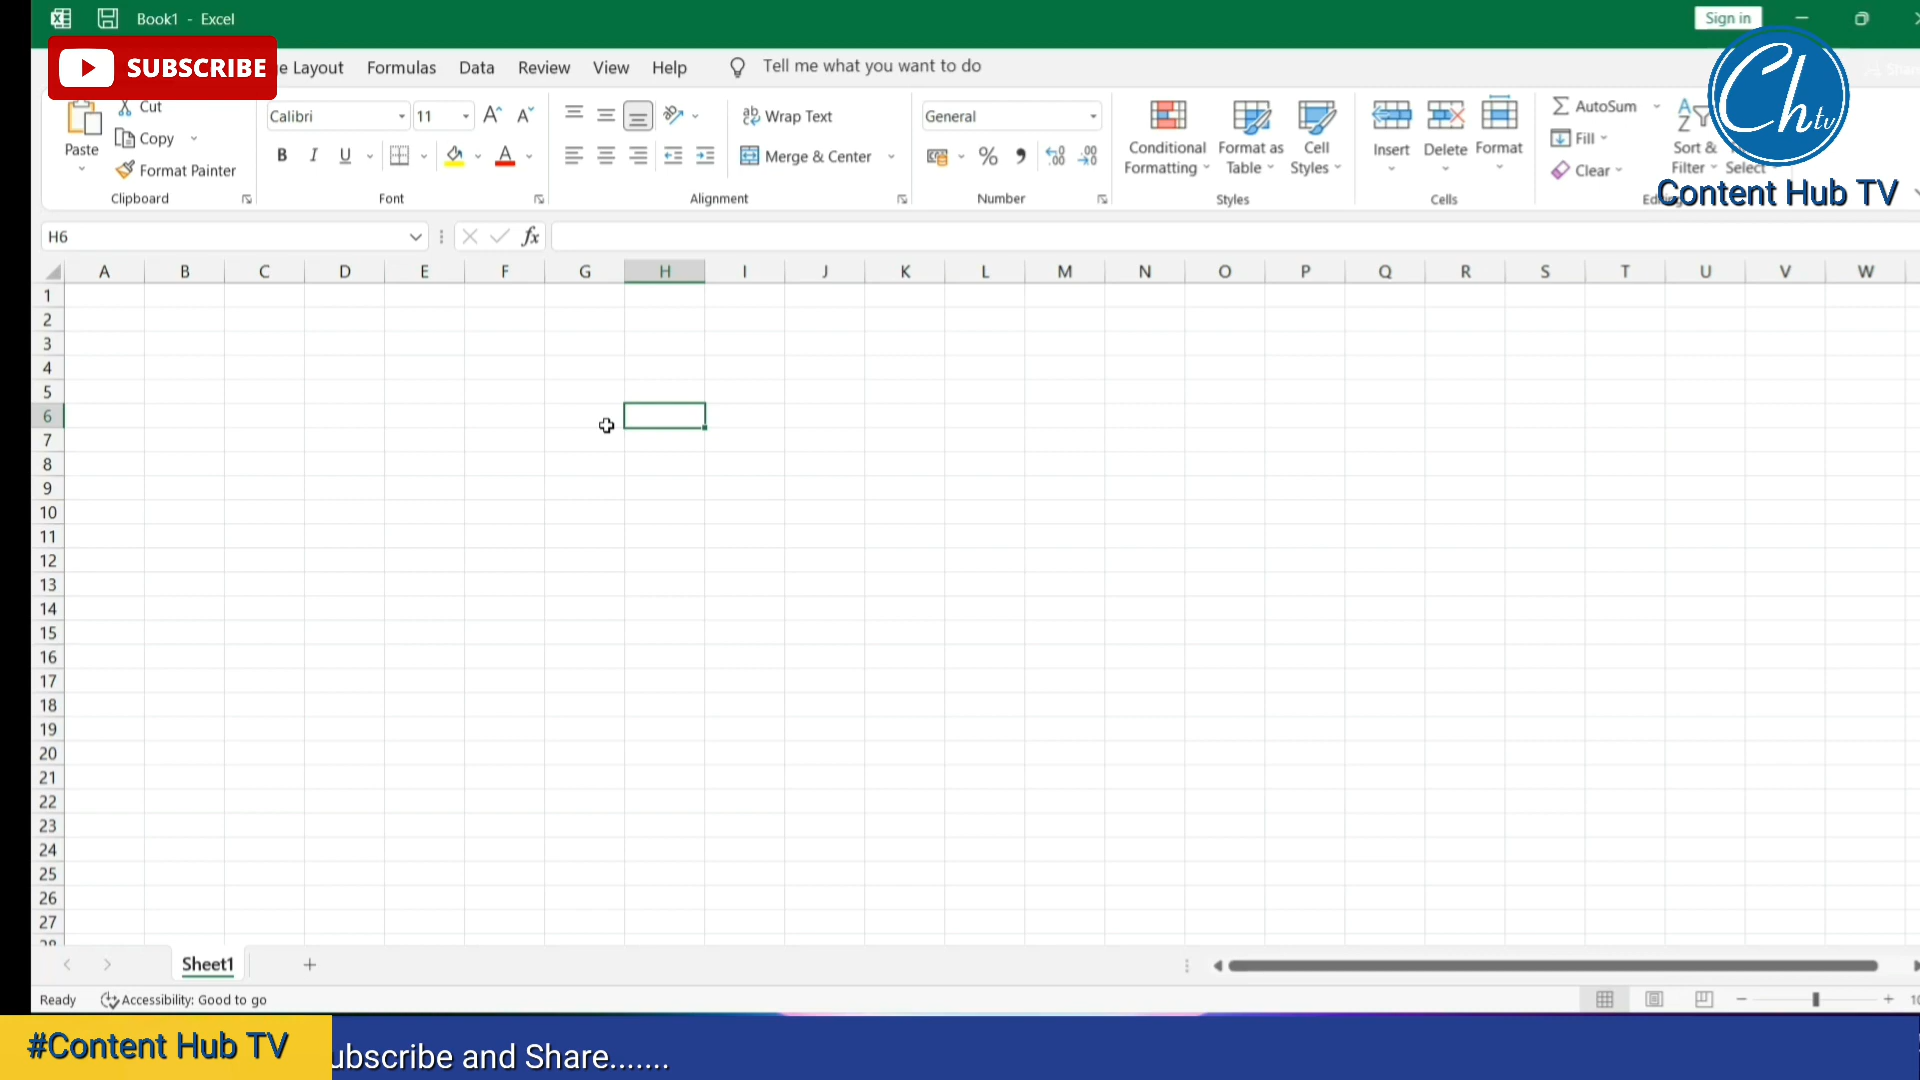 Book1 - Excel
Sign in
SUBSCRIBE
e Layout
Formulas
Data
Review
View
Help
Tell me what you want to do
Ch tv
Content Hub TV
Cut
Copy
Format Painter
Paste
Clipboard
Calibri
11
B I U
Font
Wrap Text
Merge & Center
Alignment
General
Number
Conditional Formatting
Format as Table
Cell Styles
Styles
Insert
Delete
Format
Cells
AutoSum
Fill
Clear
Sort & Filter
Select
H6
fx
A B C D E F G H I J K L M N O P Q R S T U V W
1
2
3
4
5
6
7
8
9
10
11
12
13
14
15
16
17
18
19
20
21
22
23
24
25
26
27
28
Sheet1
Ready
Accessibility: Good to go
#Content Hub TV
ubscribe and Share.......